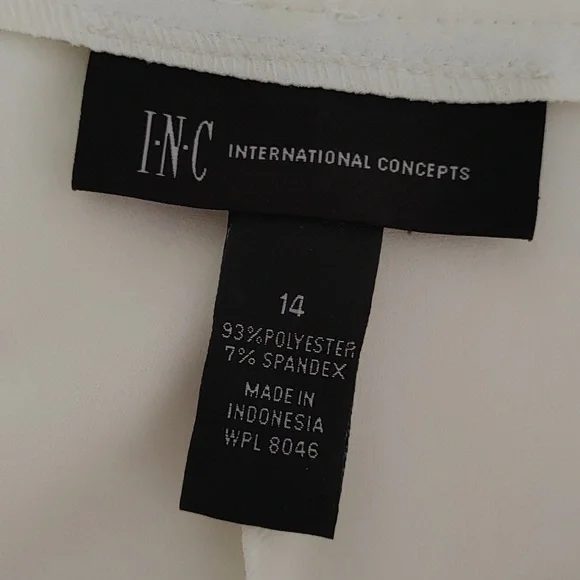 I·N·C INTERNATIONAL CONCEPTS
14
93%POLYESTER
7% SPANDEX
MADE IN
INDONESIA
WPL 8046